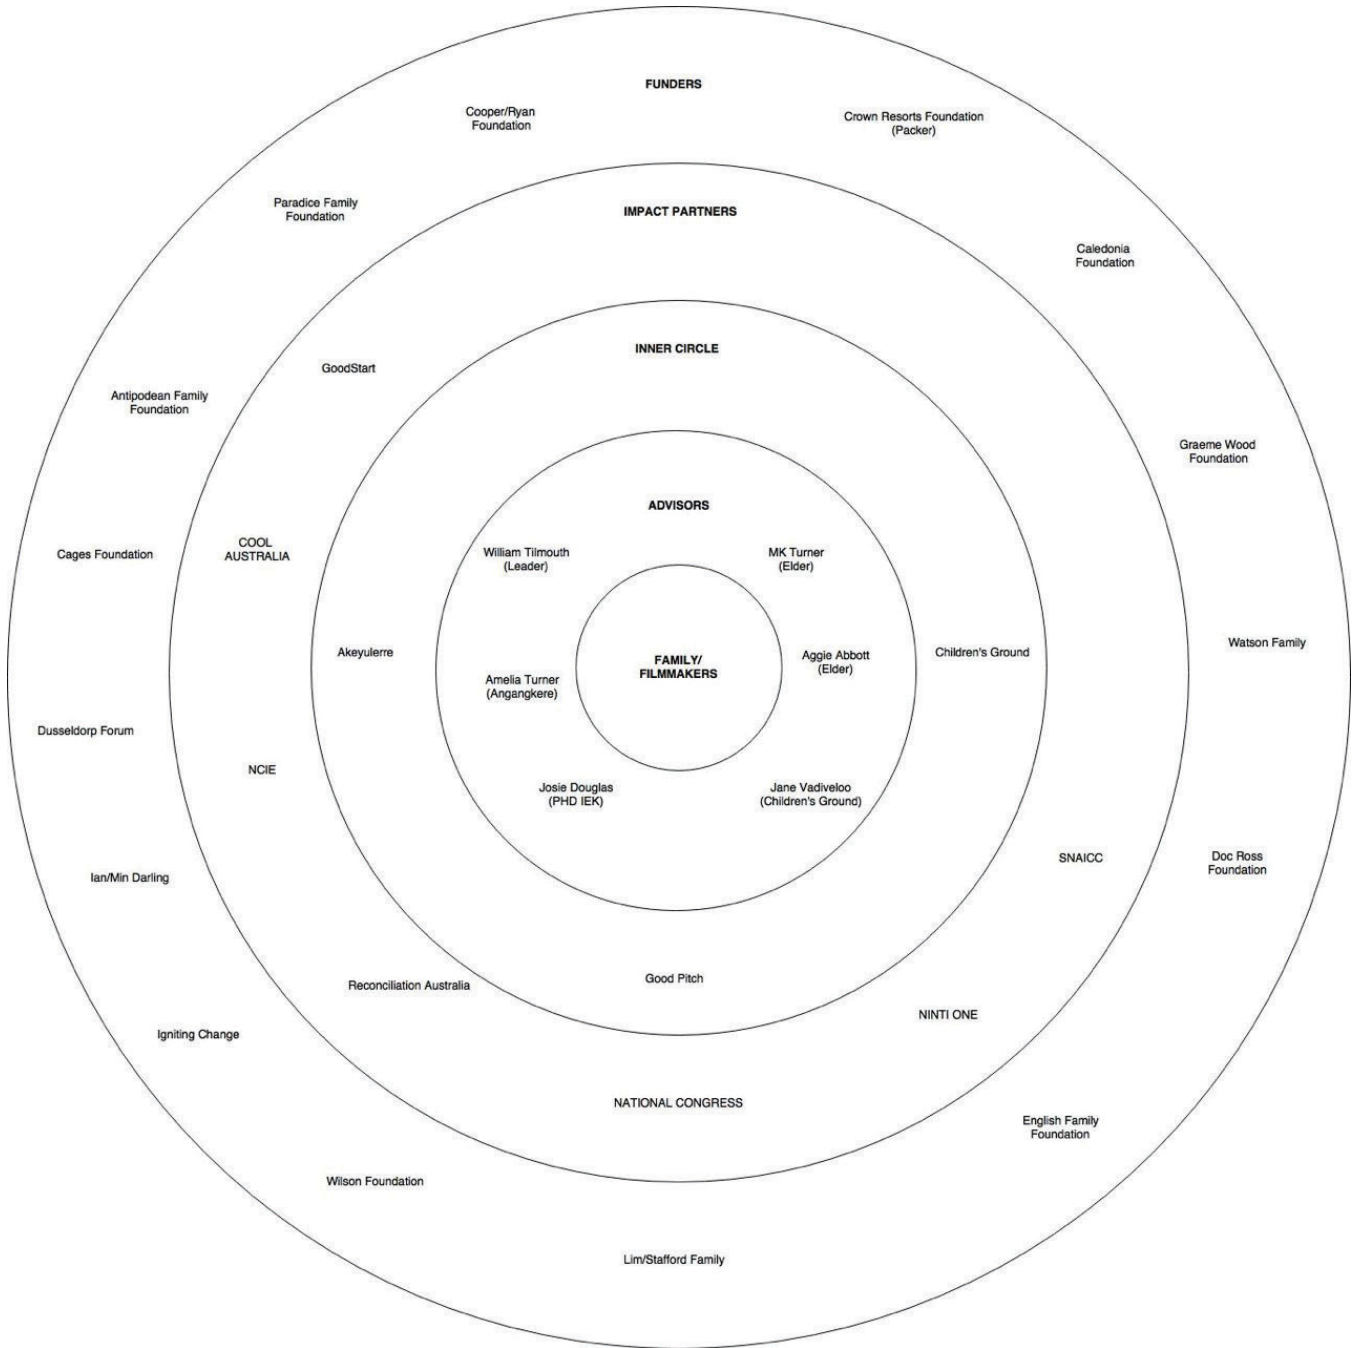 FUNDERS
Cooper/Ryan
Foundation
Crown Resorts Foundation
(Packer)
Paradice Family
Foundation
Caledonia
Foundation
Antipodean Family
Foundation
Graeme Wood
Foundation
Cages Foundation
Watson Family
Dusseldorp Forum
Doc Ross
Foundation
Ian/Min Darling
Igniting Change
English Family
Foundation
Wilson Foundation
Lim/Stafford Family
IMPACT PARTNERS
GoodStart
COOL
AUSTRALIA
NCIE
SNAICC
Reconciliation Australia
NINTI ONE
NATIONAL CONGRESS
INNER CIRCLE
Akeyulerre
Children's Ground
Good Pitch
ADVISORS
William Tilmouth
(Leader)
MK Turner
(Elder)
Aggie Abbott
(Elder)
Amelia Turner
(Angangkere)
Josie Douglas
(PHD IEK)
Jane Vadiveloo
(Children's Ground)
FAMILY/
FILMMAKERS